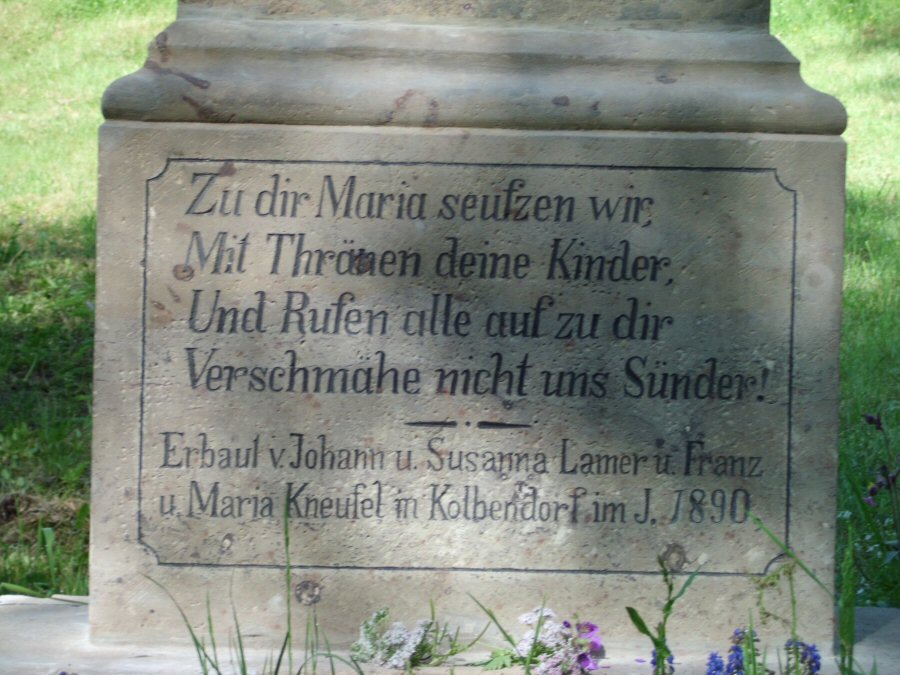 Zu dir Maria seufzen wir,
Mit Thränen deine Kinder,
Und Rufen alle auf zu dir
Verschmähe nicht uns Sünder!
Erbaul v. Johann u. Susanna Lamer u. Franz
u. Maria Kneufel in Kolbendorf im J. 1890